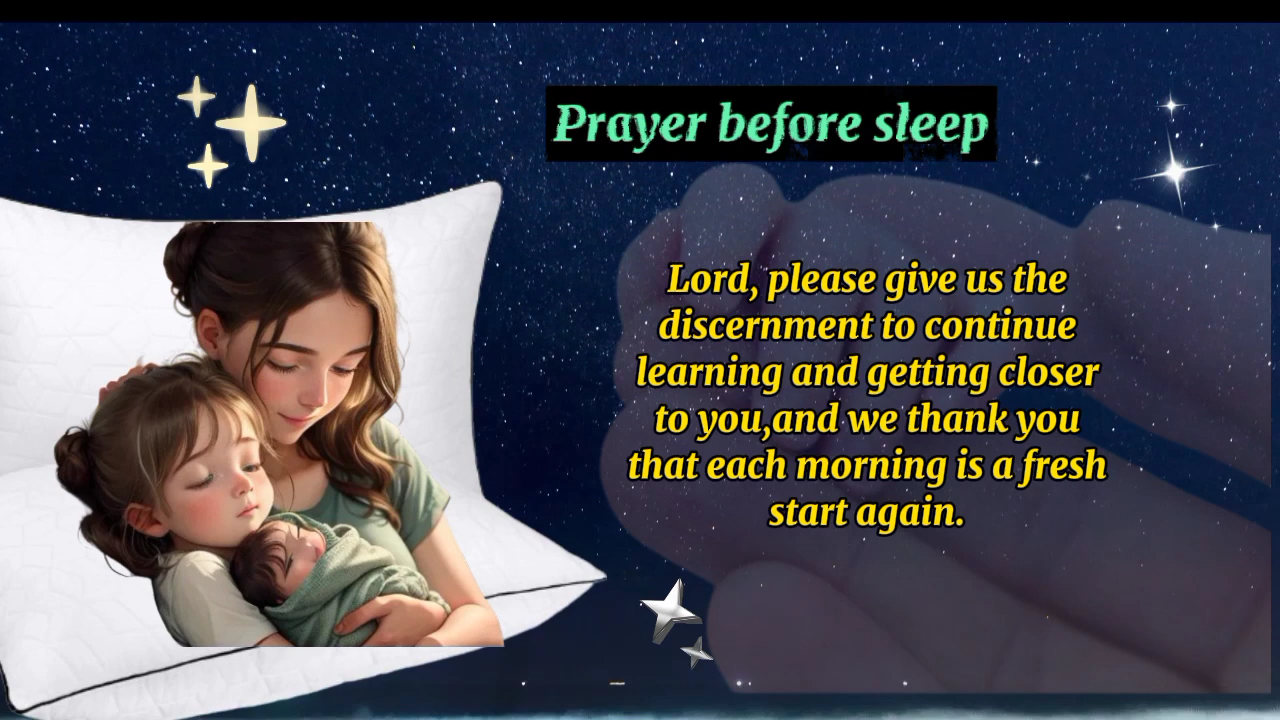 Prayer before sleep
Lord, please give us the
discernment to continue
learning and getting closer
to you,and we thank you
that each morning is a fresh
start again.